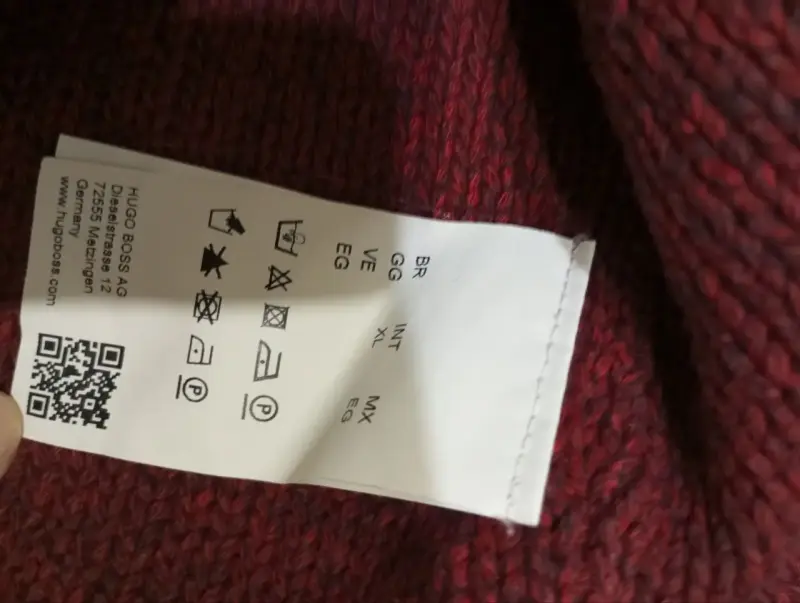 BR INT MX
GG XL EG
VE
EG
P
P
HUGO BOSS AG
Dieselstrasse 12
72555 Metzingen
Germany
www.hugoboss.com